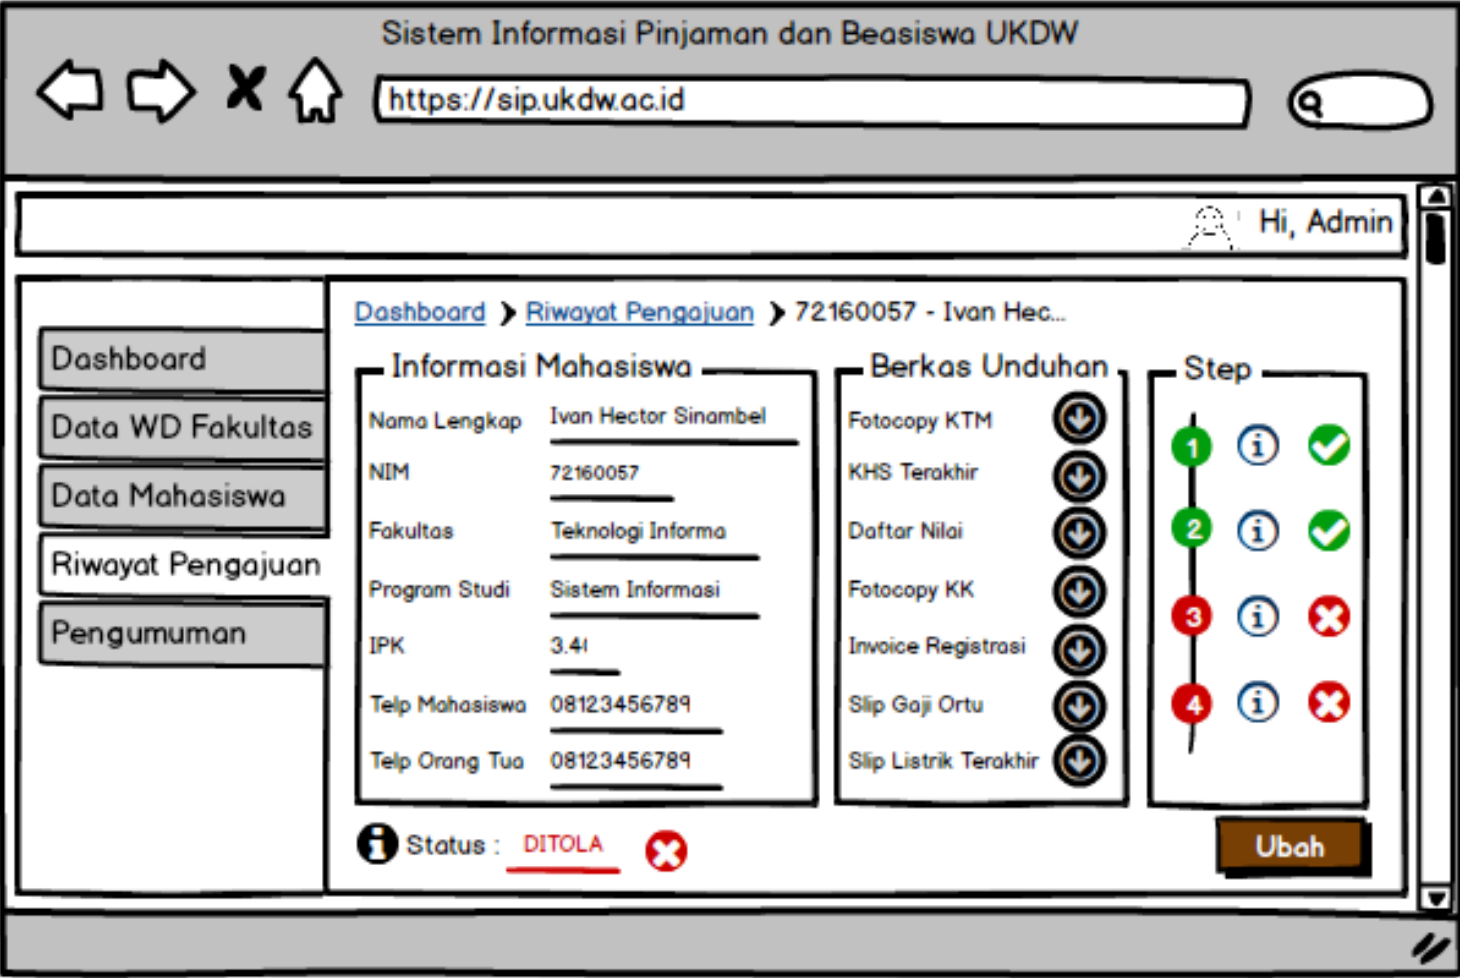 Sistem Informasi Pinjaman dan Beasiswa UKDW
https://sip.ukdw.ac.id
Hi, Admin
Dashboard
Data WD Fakultas
Data Mahasiswa
Riwayat Pengajuan
Pengumuman
Dashboard > Riwayat Pengajuan > 72160057 - Ivan Hec...
Informasi Mahasiswa
Nama Lengkap Ivan Hector Sinambel
NIM 72160057
Fakultas Teknologi Informa
Program Studi Sistem Informasi
IPK 3.4
Telp Mahasiswa 08123456789
Telp Orang Tua 08123456789
Berkas Unduhan
Fotocopy KTM
KHS Terakhir
Daftar Nilai
Fotocopy KK
Invoice Registrasi
Slip Gaji Ortu
Slip Listrik Terakhir
Step
1
2
3
4
Status : DITOLA
Ubah